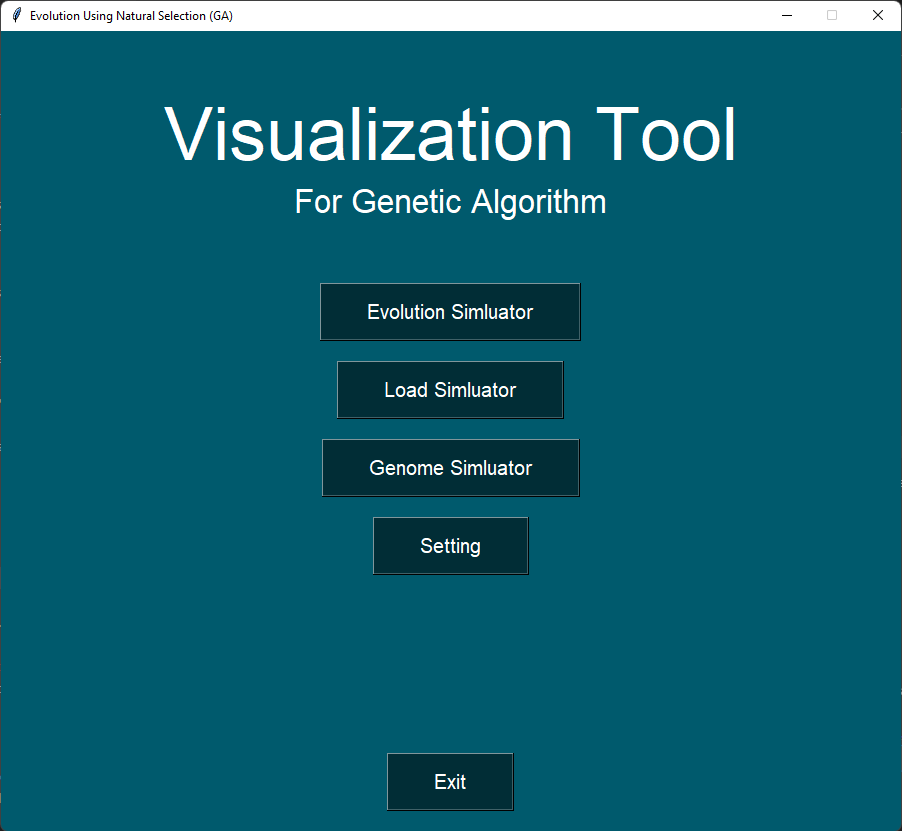 Evolution Using Natural Selection (GA)
Visualization Tool
For Genetic Algorithm
Evolution Simluator
Load Simluator
Genome Simluator
Setting
Exit